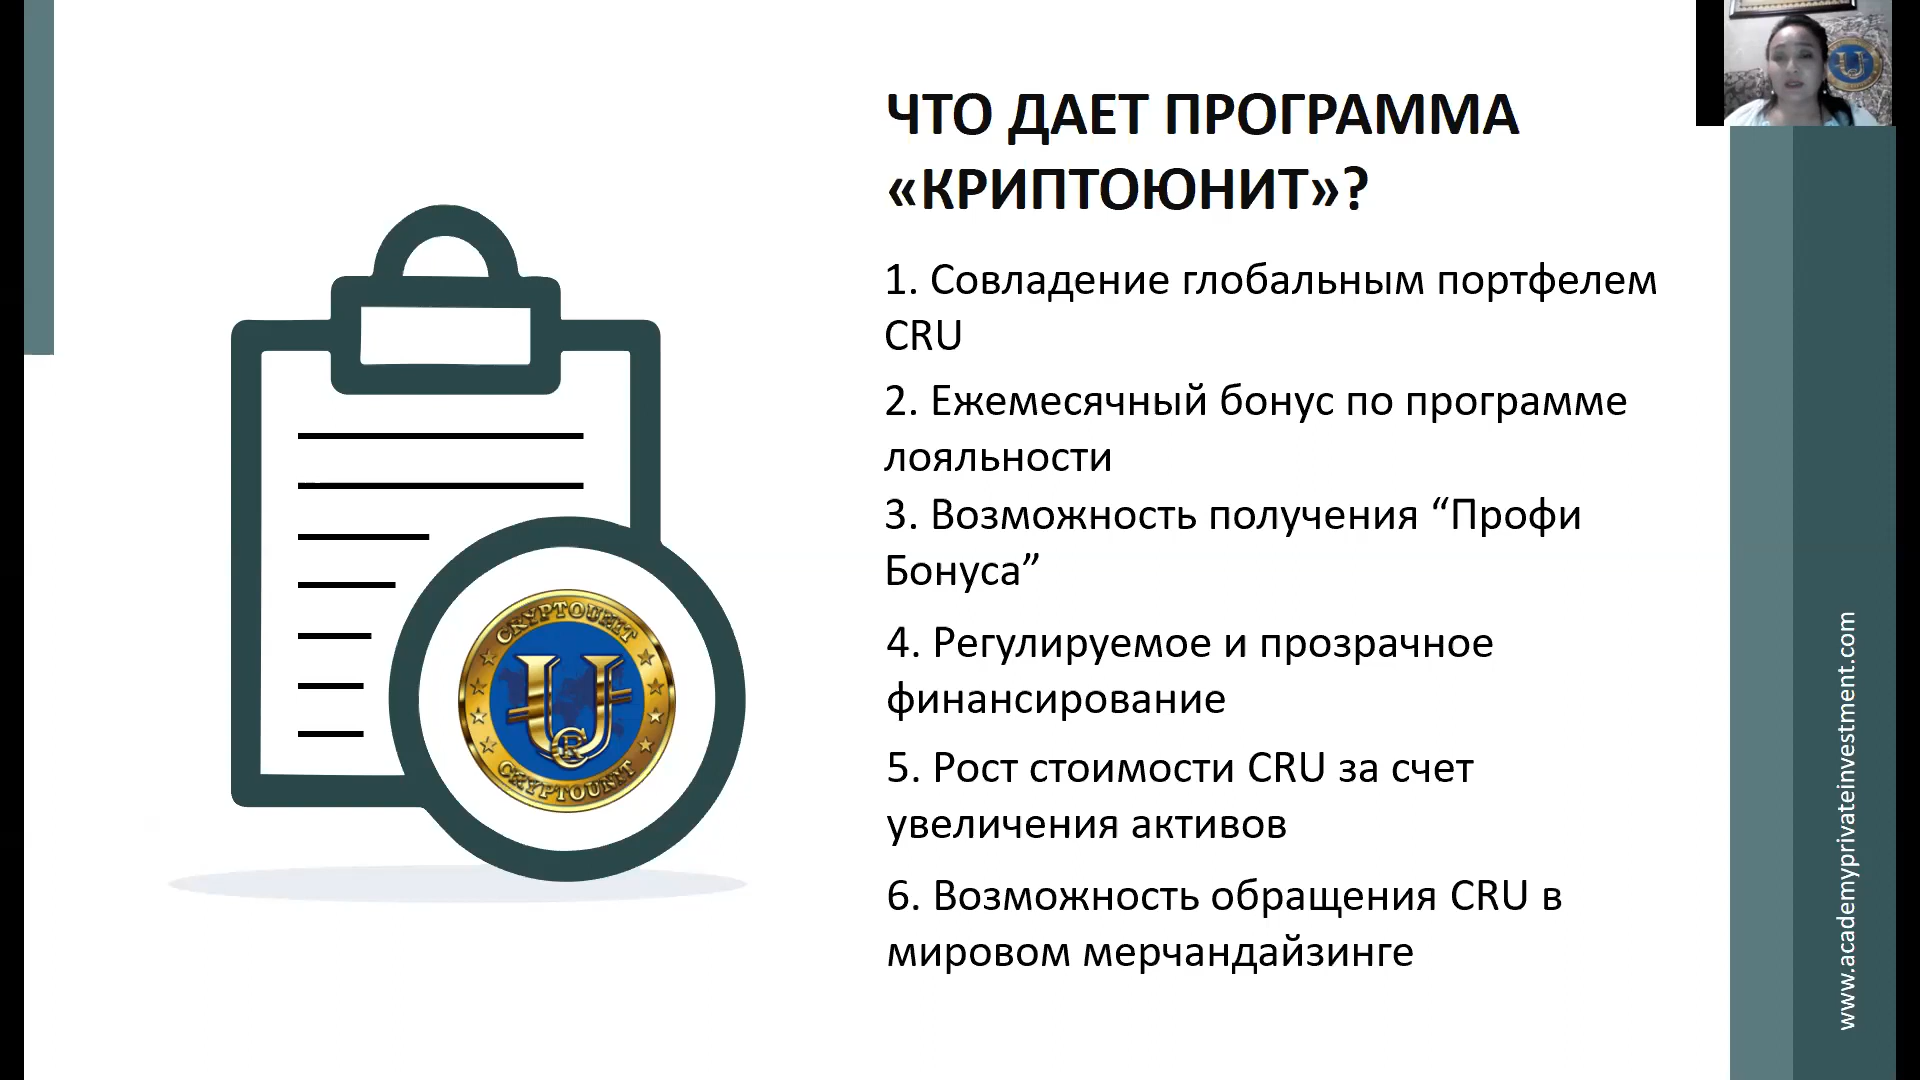 ЧТО ДАЕТ ПРОГРАММА
«КРИПТОЮНИТ»?
1. Совладение глобальным портфелем
CRU
2. Ежемесячный бонус по программе
лояльности
3. Возможность получения “Профи
Бонуса”
4. Регулируемое и прозрачное
финансирование
5. Рост стоимости CRU за счет
увеличения активов
6. Возможность обращения CRU в
мировом мерчандайзинге
CRYPTOUNIT
CRYPTOUNIT
www.academyprivateinvestment.com